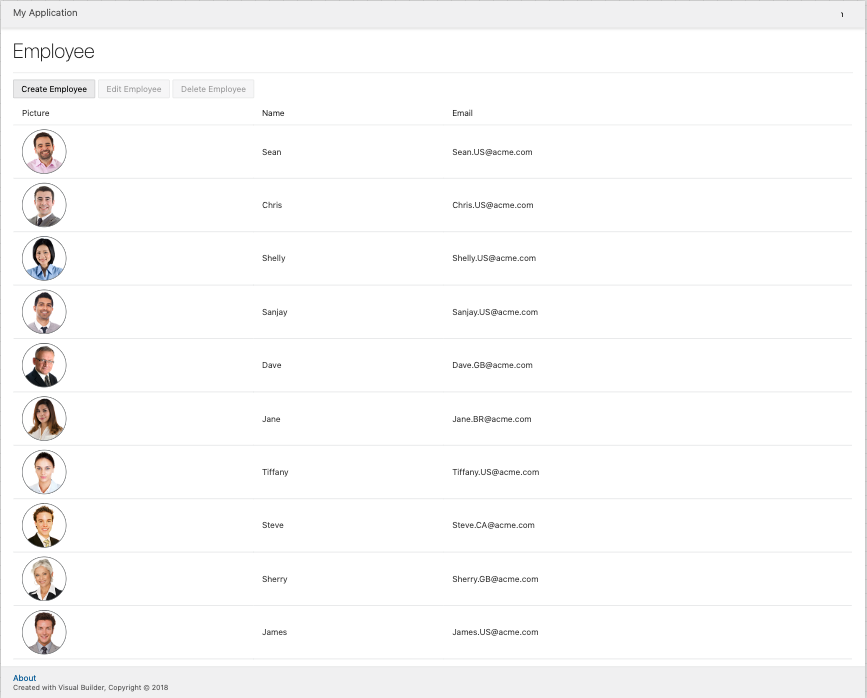 My Application
Employee
Create Employee Edit Employee Delete Employee
Picture Name Email
Sean Sean.US@acme.com
Chris Chris.US@acme.com
Shelly Shelly.US@acme.com
Sanjay Sanjay.US@acme.com
Dave Dave.GB@acme.com
Jane Jane.BR@acme.com
Tiffany Tiffany.US@acme.com
Steve Steve.CA@acme.com
Sherry Sherry.GB@acme.com
James James.US@acme.com
About
Created with Visual Builder, Copyright © 2018